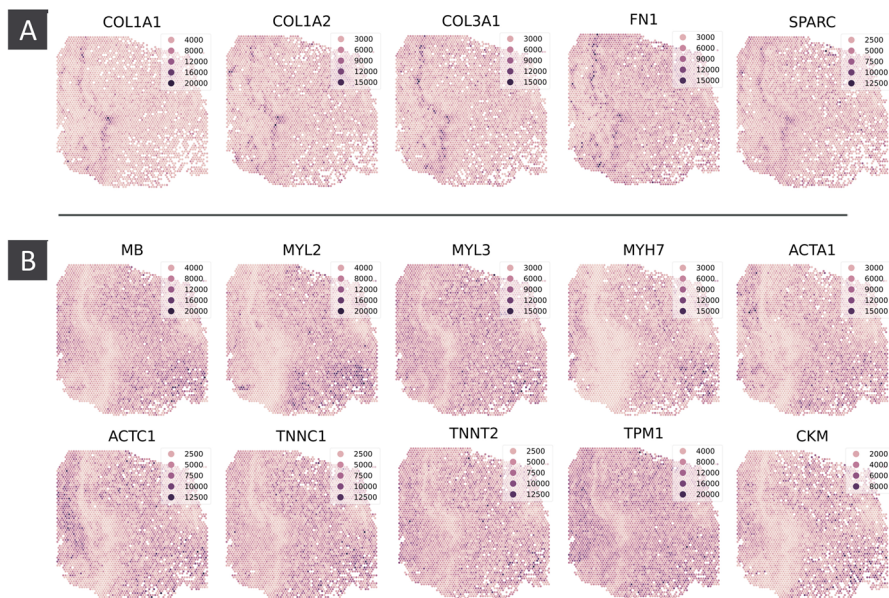 A
COL1A1 COL1A2 COL3A1 FN1 SPARC
4000 3000 3000 3000 2500
8000 6000 6000 6000 5000
12000 9000 9000 9000 7500
16000 12000 12000 12000 10000
20000 15000 15000 15000 12500
B
MB MYL2 MYL3 MYH7 ACTA1
4000 4000 3000 3000 3000
8000 8000 6000 6000 6000
12000 12000 9000 9000 9000
16000 16000 12000 12000 12000
20000 20000 15000 15000 15000
ACTC1 TNNC1 TNNT2 TPM1 CKM
2500 2500 2500 4000 2000
5000 5000 5000 8000 4000
7500 7500 7500 12000 6000
10000 10000 10000 16000 8000
12500 12500 12500 20000